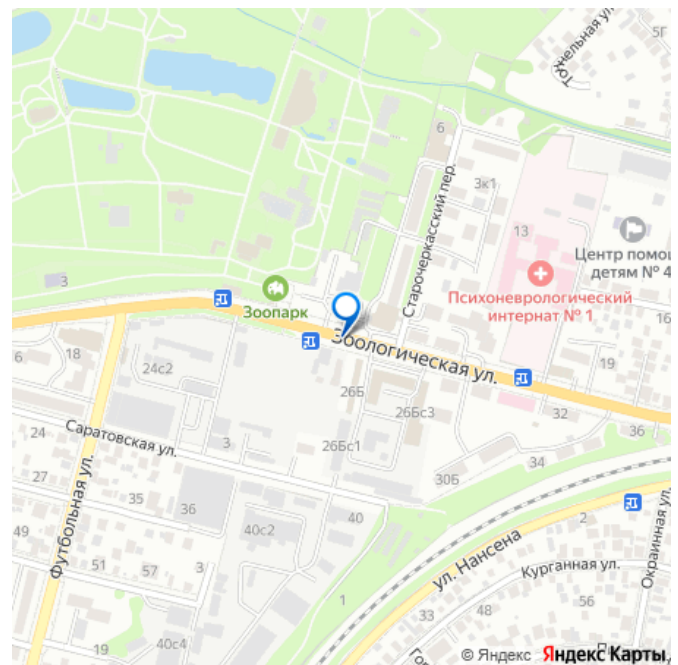 5Г
Тоннельная ул.
6
3к1
Старочеркасский пер.
13
Центр помощи
детям № 4
3
Зоопарк
Психоневрологический
интернат № 1
16
Зоологическая ул.
18
6
24с2
26Б
19
26Бс3
32
24
Саратовская ул.
3
26Бс1
36
34
30Б
27
35
36
40
2
49
40с2
ул. Нансена
Окраинная ул.
Футбольная ул.
51
57
3
Курганная ул.
1
33
48
56
19
40с4
© Яндекс Яндекс Карты